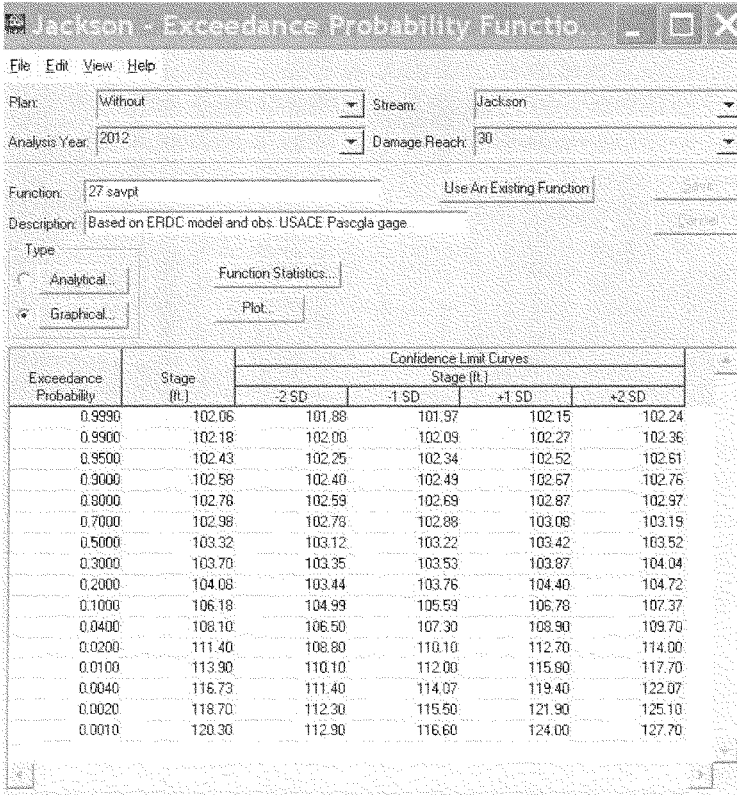 Jackson - Exceedance Probability Functio...
File Edit View Help
Plan: Without Stream: Jackson
Analysis Year: 2012 Damage Reach: 30
Function: 27 savpt Use An Existing Function Save
Description: Based on ERDC model and obs. USACE Pascgla gage Cancel
Type
Analytical... Function Statistics...
Graphical... Plot...
Confidence Limit Curves
Exceedance Stage Stage (ft.)
Probability (ft.) -2 SD -1 SD +1 SD +2 SD
0.9990 102.06 101.88 101.97 102.15 102.24
0.9900 102.18 102.00 102.09 102.27 102.36
0.9500 102.43 102.25 102.34 102.52 102.61
0.9000 102.58 102.40 102.49 102.67 102.76
0.8000 102.78 102.59 102.69 102.87 102.97
0.7000 102.98 102.78 102.88 103.08 103.19
0.5000 103.32 103.12 103.22 103.42 103.52
0.3000 103.70 103.35 103.53 103.87 104.04
0.2000 104.08 103.44 103.76 104.40 104.72
0.1000 106.18 104.99 105.59 106.78 107.37
0.0400 108.10 106.50 107.30 108.90 109.70
0.0200 111.40 108.80 110.10 112.70 114.00
0.0100 113.90 110.10 112.00 115.80 117.70
0.0040 116.73 111.40 114.07 119.40 122.07
0.0020 118.70 112.30 115.50 121.90 125.10
0.0010 120.30 112.90 116.60 124.00 127.70